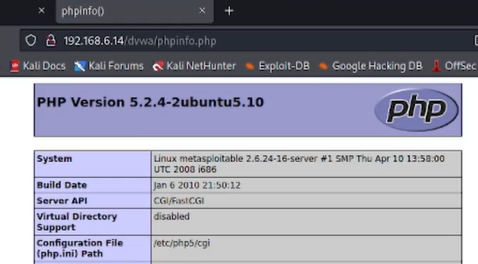 phpinfo()
192.168.6.14/dvwa/phpinfo.php
Kali Docs Kali Forums Kali NetHunter Exploit-DB Google Hacking DB OffSec
PHP Version 5.2.4-2ubuntu5.10
php
System Linux metasploitable 2.6.24-16-server #1 SMP Thu Apr 10 13:58:00
UTC 2008 i686
Build Date Jan 6 2010 21:50:12
Server API CGI/FastCGI
Virtual Directory disabled
Support
Configuration File /etc/php5/cgi
(php.ini) Path